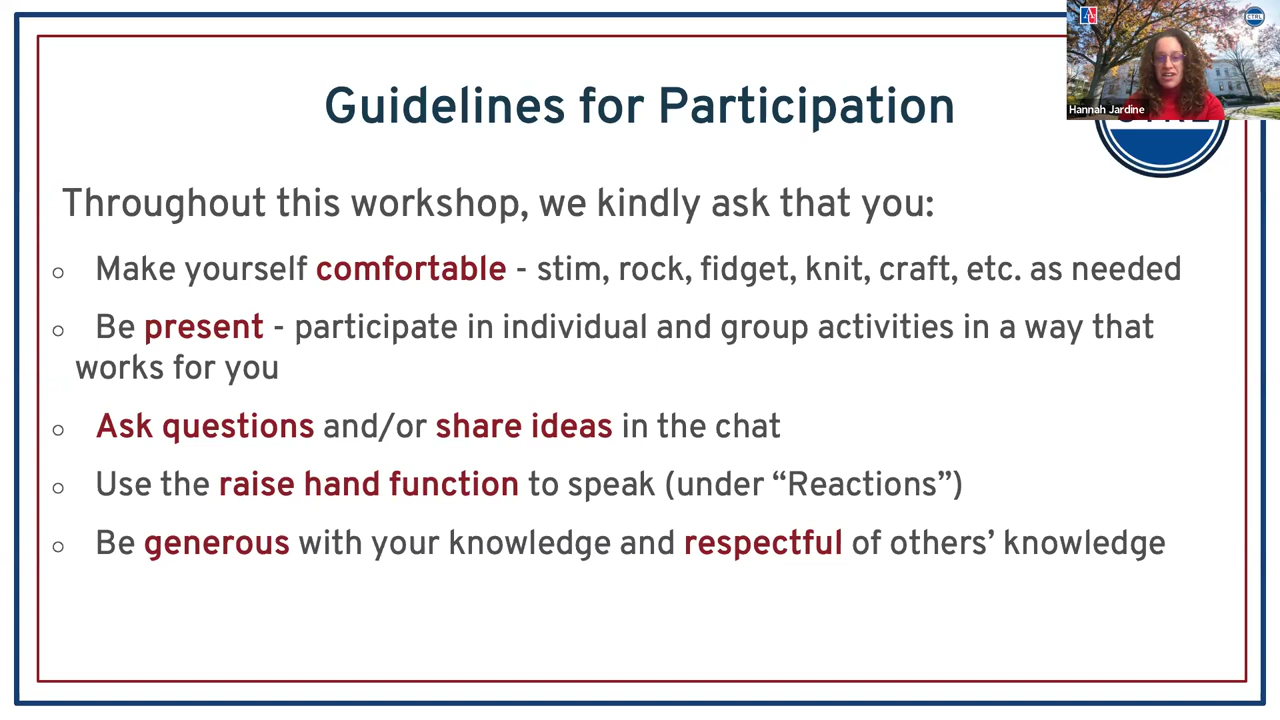 Guidelines for Participation
CTRL
Hannah Jardine
Throughout this workshop, we kindly ask that you:
○ Make yourself comfortable - stim, rock, fidget, knit, craft, etc. as needed
○ Be present - participate in individual and group activities in a way that
works for you
○ Ask questions and/or share ideas in the chat
○ Use the raise hand function to speak (under “Reactions”)
○ Be generous with your knowledge and respectful of others’ knowledge